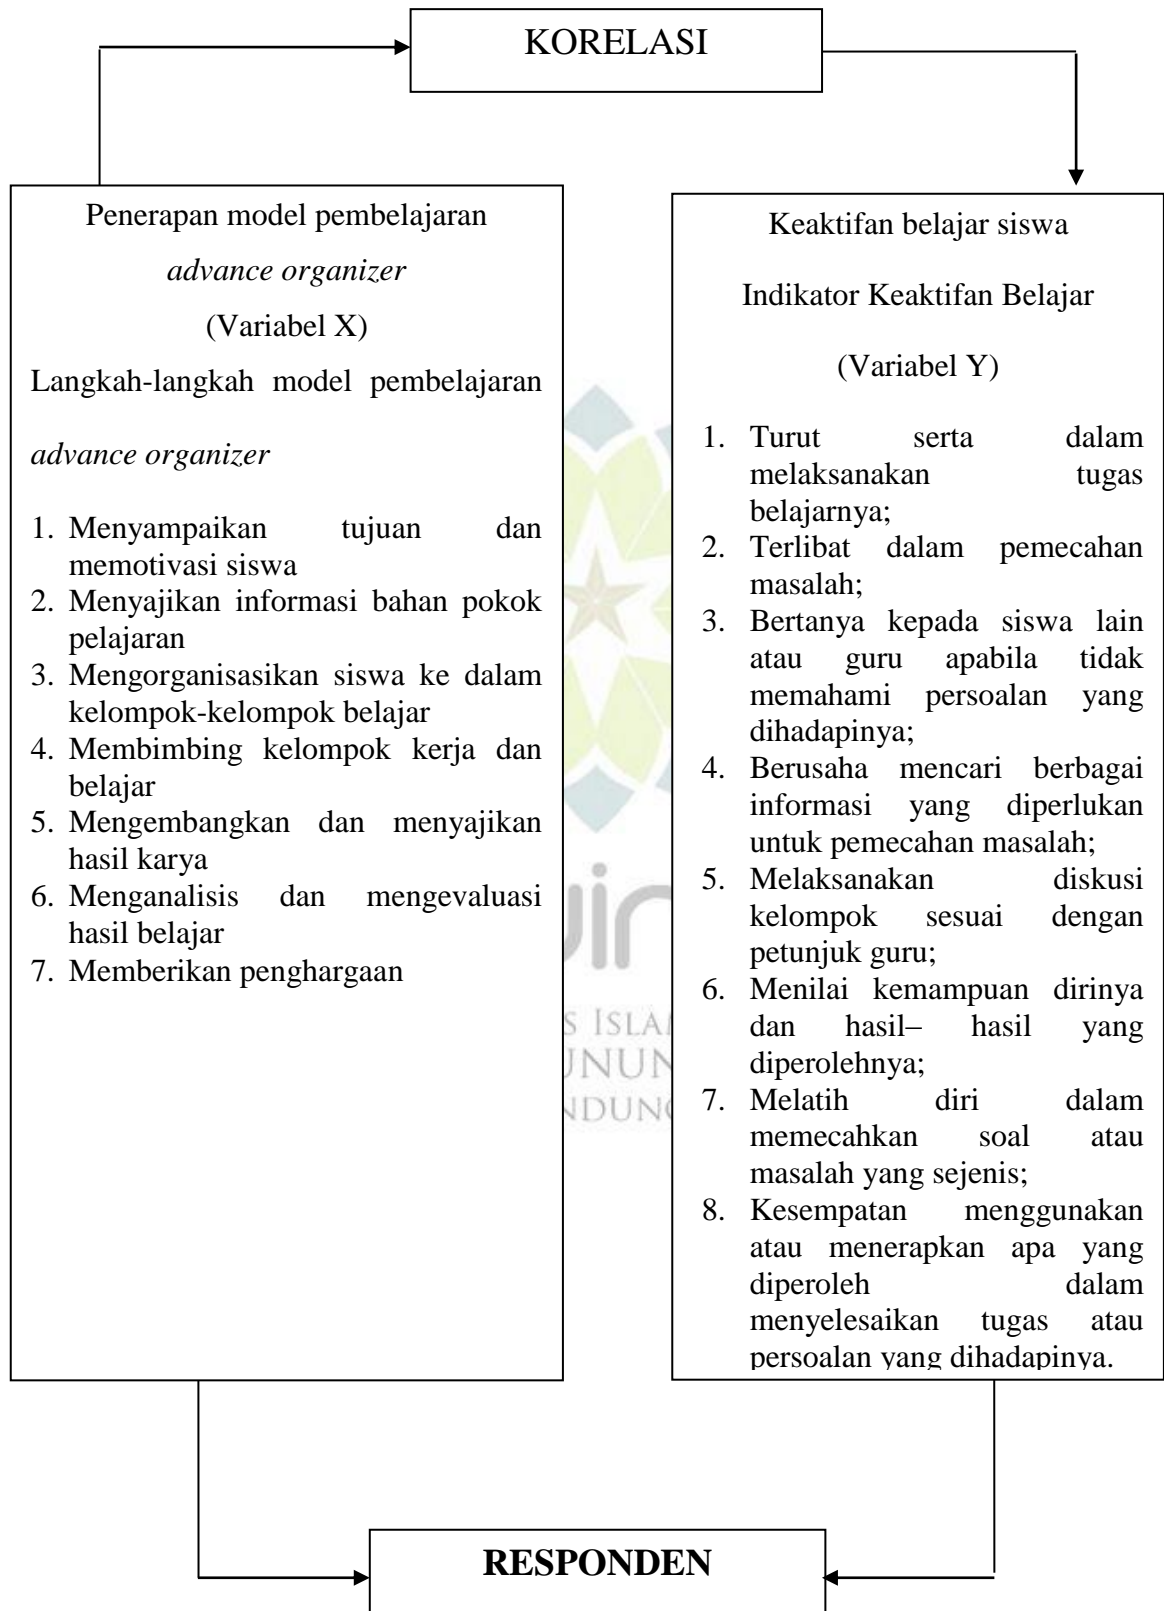 KORELASI
Penerapan model pembelajaran
advance organizer
(Variabel X)
Langkah-langkah model pembelajaran
advance organizer
1. Menyampaikan tujuan dan
memotivasi siswa
2. Menyajikan informasi bahan pokok
pelajaran
3. Mengorganisasikan siswa ke dalam
kelompok-kelompok belajar
4. Membimbing kelompok kerja dan
belajar
5. Mengembangkan dan menyajikan
hasil karya
6. Menganalisis dan mengevaluasi
hasil belajar
7. Memberikan penghargaan
Keaktifan belajar siswa
Indikator Keaktifan Belajar
(Variabel Y)
1. Turut serta dalam
melaksanakan tugas
belajarnya;
2. Terlibat dalam pemecahan
masalah;
3. Bertanya kepada siswa lain
atau guru apabila tidak
memahami persoalan yang
dihadapinya;
4. Berusaha mencari berbagai
informasi yang diperlukan
untuk pemecahan masalah;
5. Melaksanakan diskusi
kelompok sesuai dengan
petunjuk guru;
6. Menilai kemampuan dirinya
dan hasil– hasil yang
diperolehnya;
7. Melatih diri dalam
memecahkan soal atau
masalah yang sejenis;
8. Kesempatan menggunakan
atau menerapkan apa yang
diperoleh dalam
menyelesaikan tugas atau
persoalan yang dihadapinya.
RESPONDEN